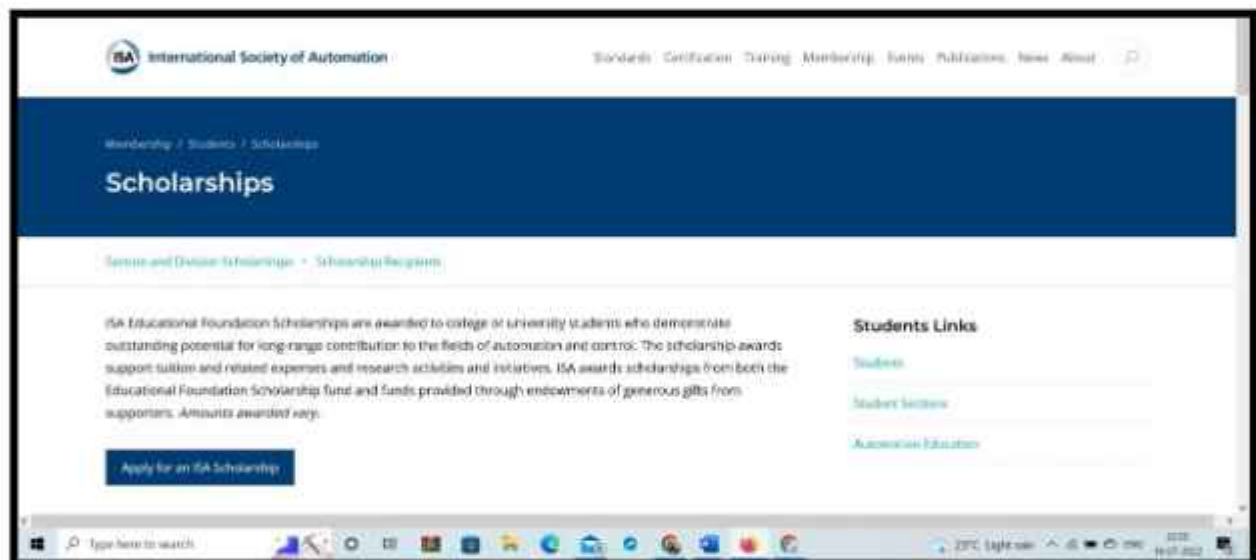 ISA International Society of Automation
Standards Certification Training Membership Events Publications News About
Membership / Students / Scholarships
Scholarships
Section and Division Scholarships • Scholarship Recipients
ISA Educational Foundation Scholarships are awarded to college or university students who demonstrate
outstanding potential for long-range contribution to the fields of automation and control. The scholarship awards
support tuition and related expenses and research activities and initiatives. ISA awards scholarships from both the
Educational Foundation Scholarship fund and funds provided through endowments of generous gifts from
supporters. Amounts awarded vary.
Apply for an ISA Scholarship
Students Links
Students
Student Sections
Automation Education
Type here to search
23°C Light rain ENG